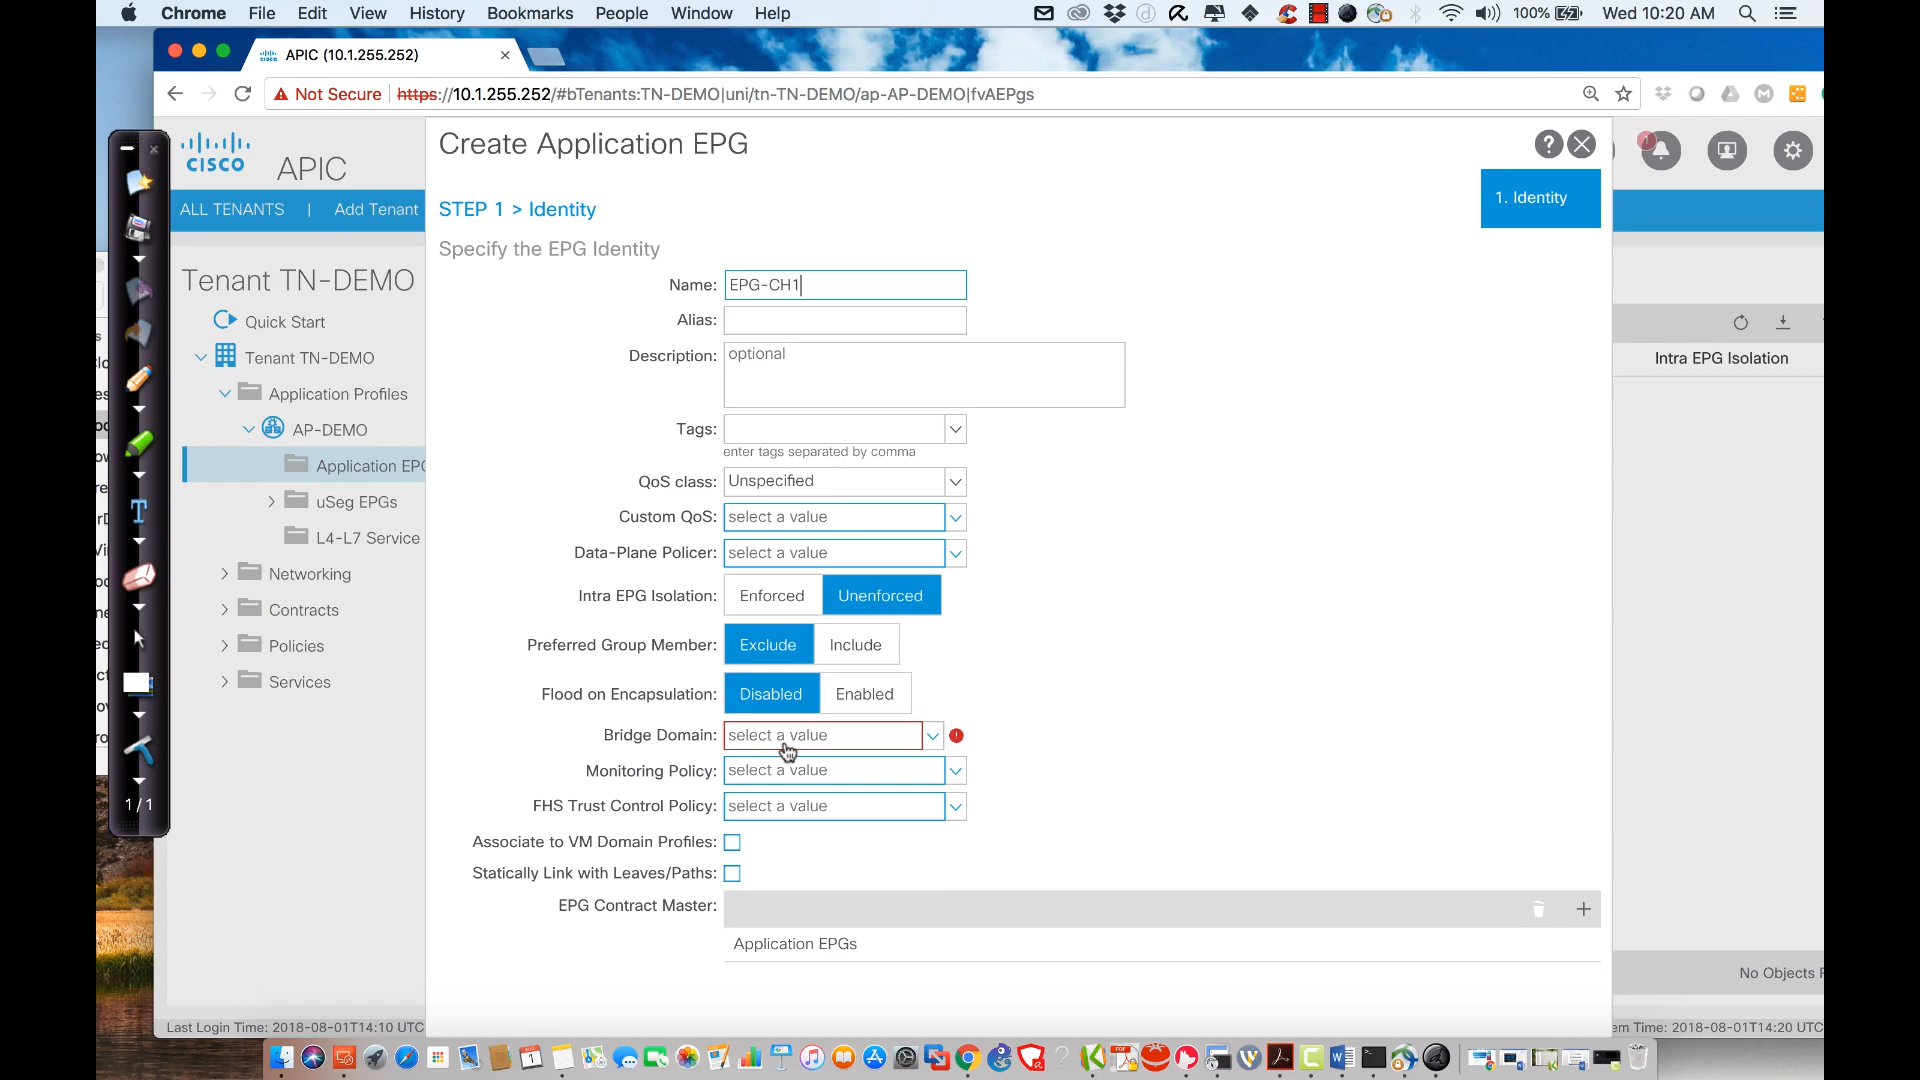 Chrome File Edit View History Bookmarks People Window Help 100% Wed 10:20 AM
APIC (10.1.255.252)
Not Secure https://10.1.255.252/#bTenants:TN-DEMO|uni/tn-TN-DEMO/ap-AP-DEMO|fvAEPgs
CISCO APIC
ALL TENANTS | Add Tenant
Tenant TN-DEMO
Quick Start
Tenant TN-DEMO
Application Profiles
AP-DEMO
Application EPG
uSeg EPGs
L4-L7 Service
Networking
Contracts
Policies
Services
Last Login Time: 2018-08-01T14:10 UTC
1/1
Create Application EPG
STEP 1 > Identity
1. Identity
Specify the EPG Identity
Name: EPG-CH1
Alias:
Description: optional
Tags:
enter tags separated by comma
QoS class: Unspecified
Custom QoS: select a value
Data-Plane Policer: select a value
Intra EPG Isolation: Enforced Unenforced
Preferred Group Member: Exclude Include
Flood on Encapsulation: Disabled Enabled
Bridge Domain: select a value
Monitoring Policy: select a value
FHS Trust Control Policy: select a value
Associate to VM Domain Profiles:
Statically Link with Leaves/Paths:
EPG Contract Master:
Application EPGs
1
Intra EPG Isolation
No Objects F
em Time: 2018-08-01T14:20 UTC